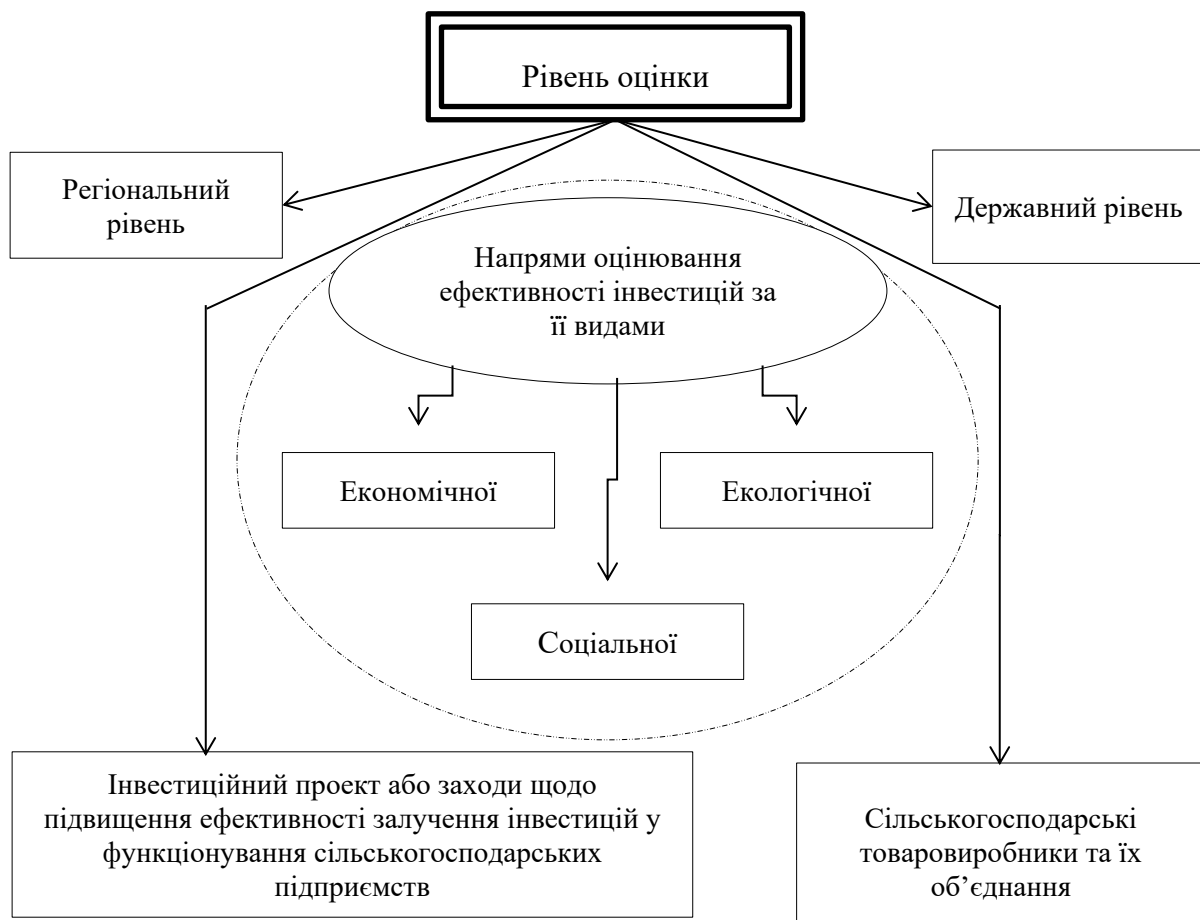 Рівень оцінки
Регіональний
рівень
Державний рівень
Напрями оцінювання
ефективності інвестицій за
її видами
Економічної
Екологічної
Соціальної
Інвестиційний проект або заходи щодо
підвищення ефективності залучення інвестицій у
функціонування сільськогосподарських
підприємств
Сільськогосподарські
товаровиробники та їх
об’єднання